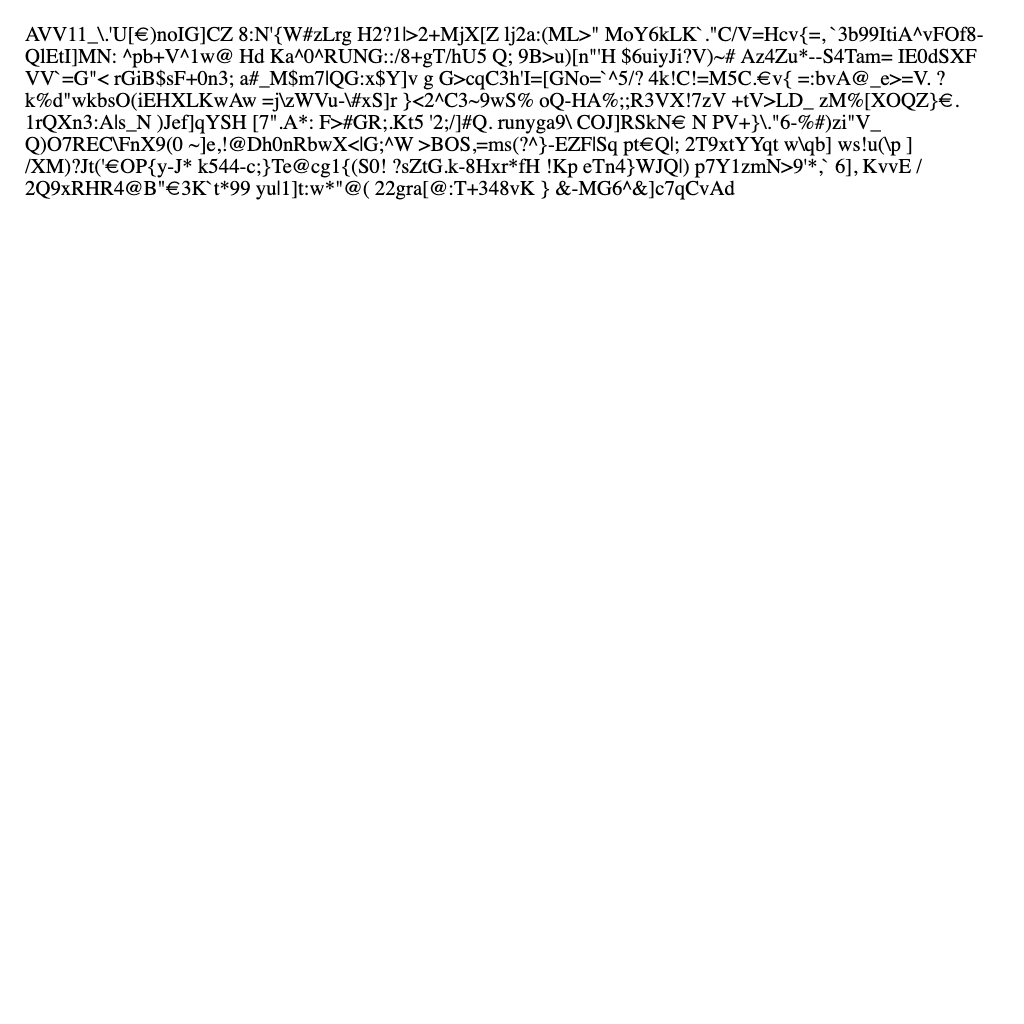 AVV11_\.'U[€)noIG]CZ 8:N'{W#zLrg H2?1l>2+MjX[Z lj2a:(ML>" MoY6kLK`."C/V=Hcv{=,`3b99ItiA^vFOf8-
QlEtI]MN: ^pb+V^1w@ Hd Ka^0^RUNG::/8+gT/hU5 Q; 9B>u)[n"'H $6uiyJi?V)~# Az4Zu*--S4Tam= IE0dSXF
VV`=G"< rGiB$sF+0n3; a#_M$m7|QG:x$Y]v g G>cqC3h'I=[GNo=`^5/? 4k!C!=M5C.€v{ =:bvA@_e>=V. ?
k%d"wkbsO(iEHXLKwAw =j\zWVu-\#xS]r }<2^C3~9wS% oQ-HA%;;R3VX!7zV +tV>LD_ zM%[XOQZ}€.
1rQXn3:A|s_N )Jef]qYSH [7".A*: F>#GR;.Kt5 '2;/]#Q. runyga9\ COJ]RSkN€ N PV+}\."6-%#)zi"V_
Q)O7REC\FnX9(0 ~]e,!@Dh0nRbwX<|G;^W >BOS,=ms(?^}-EZF|Sq pt€Q|; 2T9xtYYqt w\qb] ws!u(\p ]
/XM)?Jt('€OP{y-J* k544-c;}Te@cg1{(S0! ?sZtG.k-8Hxr*fH !Kp eTn4}WJQ|) p7Y1zmN>9'*,` 6], KvvE /
2Q9xRHR4@B"€3K`t*99 yu|1]t:w*"@( 22gra[@:T+348vK } &-MG6^&]c7qCvAd